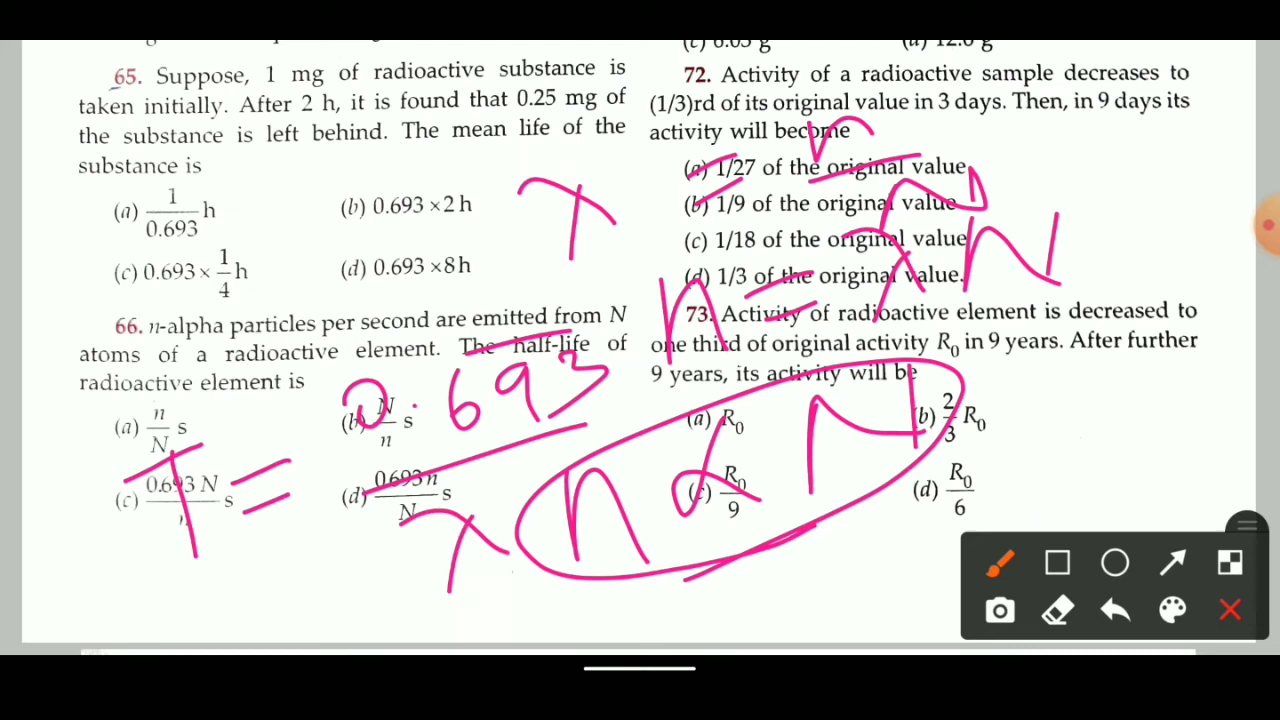 65. Suppose, 1 mg of radioactive substance is
taken initially. After 2 h, it is found that 0.25 mg of
the substance is left behind. The mean life of the
substance is
(a) 1/0.693 h
(b) 0.693 ×2 h
(c) 0.693 × 1/4 h
(d) 0.693 ×8 h
66. n-alpha particles per second are emitted from N
atoms of a radioactive element. The half-life of
radioactive element is
(a) n/N s
(b) N/n s
(c) 0.693 N/n s
(d) 0.693 n/N s
T = 0.693/λ
n α N
(c) 6.03 g
(d) 12.6 g
72. Activity of a radioactive sample decreases to
(1/3)rd of its original value in 3 days. Then, in 9 days its
activity will become
(a) 1/27 of the original value
(b) 1/9 of the original value
(c) 1/18 of the original value
(d) 1/3 of the original value.
n = λ N
λ
73. Activity of radioactive element is decreased to
one third of original activity R₀ in 9 years. After further
9 years, its activity will be
(a) R₀
(b) 2/3 R₀
(c) R₀/9
(d) R₀/6